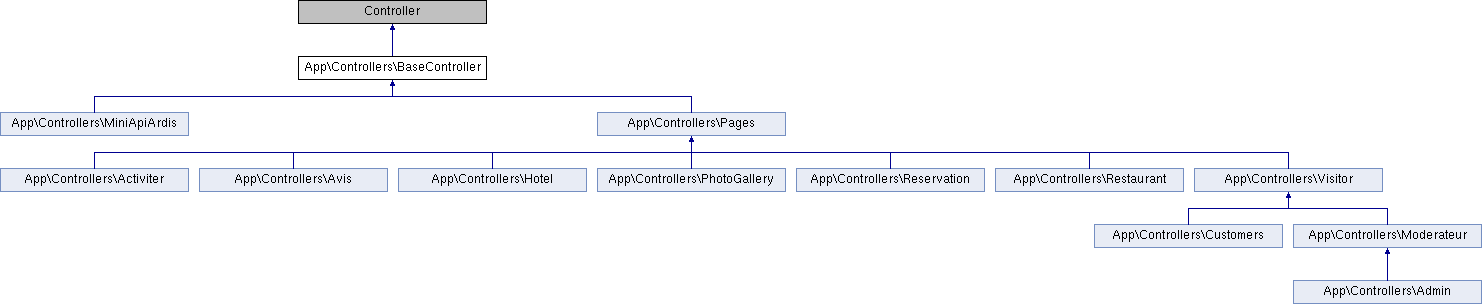 Controller
App\Controllers\BaseController
App\Controllers\MiniApiArdis
App\Controllers\Pages
App\Controllers\Activiter
App\Controllers\Avis
App\Controllers\Hotel
App\Controllers\PhotoGallery
App\Controllers\Reservation
App\Controllers\Restaurant
App\Controllers\Visitor
App\Controllers\Customers
App\Controllers\Moderateur
App\Controllers\Admin